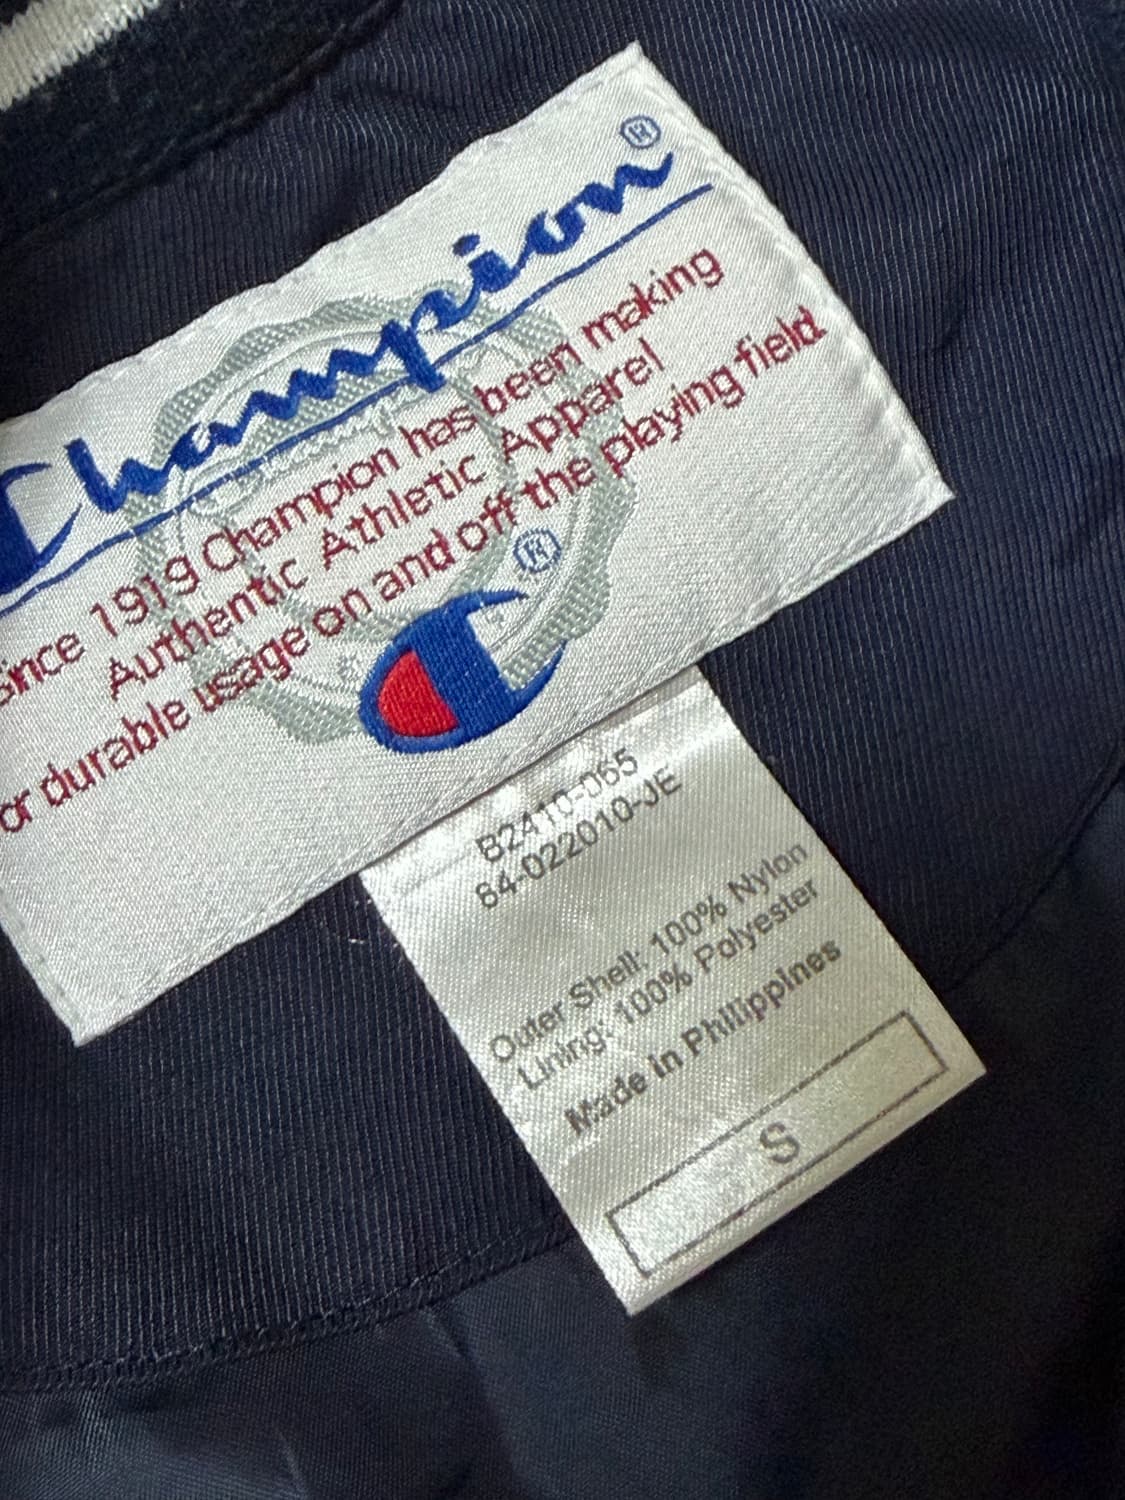 Champion®
Since 1919 Champion has been making
Authentic Athletic Apparel
or durable usage on and off the playing field.
®
B2410-065
84-022010-JE
Outer Shell: 100% Nylon
Lining: 100% Polyester
Made in Philippines
S